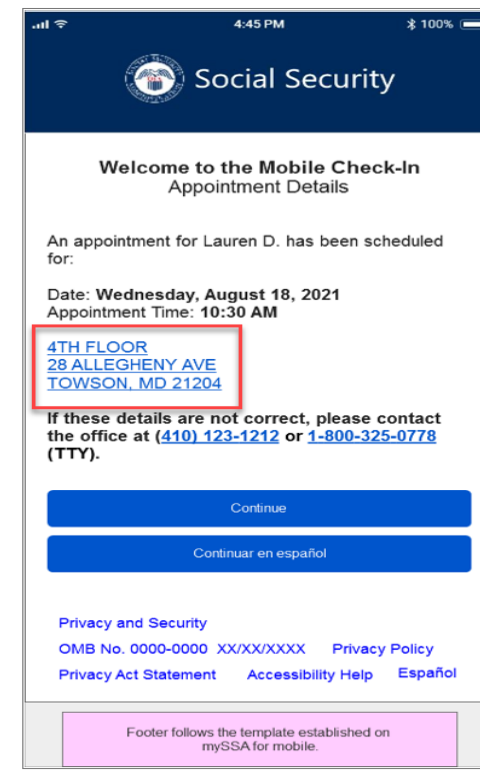 4:45 PM
100%
Social Security
Welcome to the Mobile Check-In
Appointment Details
An appointment for Lauren D. has been scheduled
for:
Date: Wednesday, August 18, 2021
Appointment Time: 10:30 AM
4TH FLOOR
28 ALLEGHENY AVE
TOWSON, MD 21204
If these details are not correct, please contact
the office at (410) 123-1212 or 1-800-325-0778
(TTY).
Continue
Continuar en español
Privacy and Security
OMB No. 0000-0000 XX/XX/XXXX Privacy Policy
Privacy Act Statement Accessibility Help Español
Footer follows the template established on
mySSA for mobile.